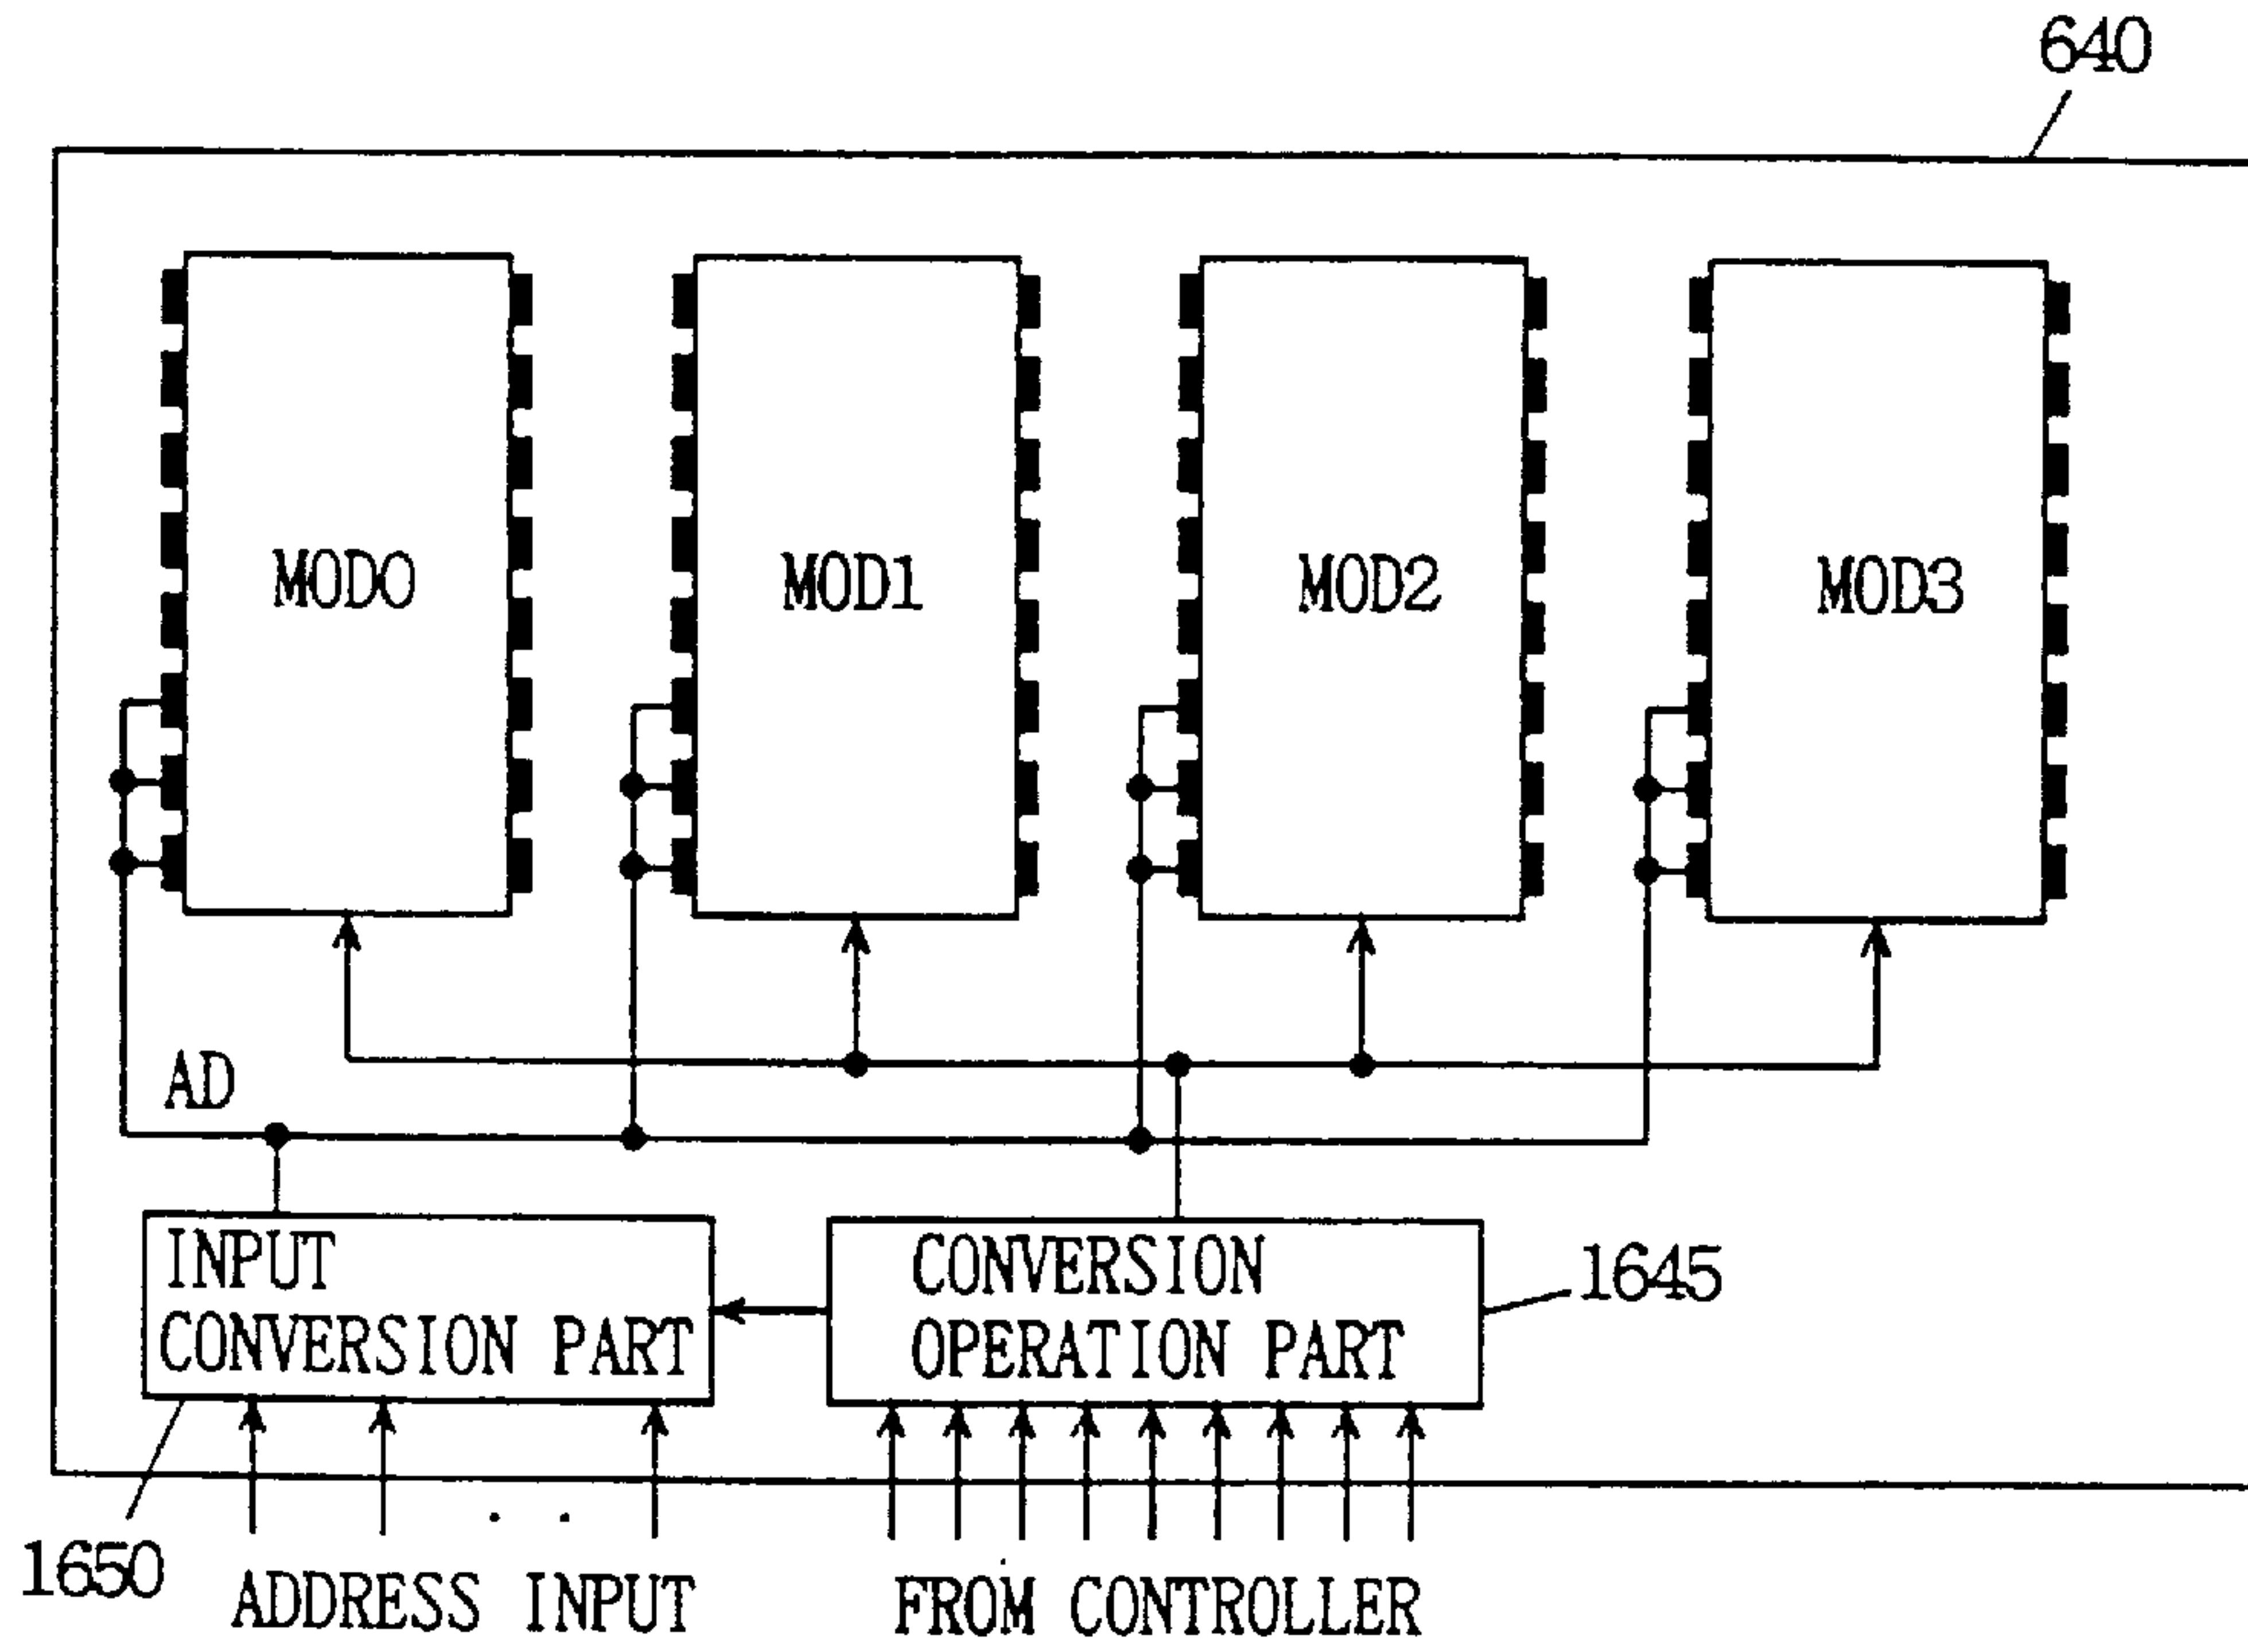 640
MOD0
MOD1
MOD2
MOD3
AD
INPUT
CONVERSION PART
CONVERSION
OPERATION PART
1645
1650
ADDRESS INPUT
FROM CONTROLLER